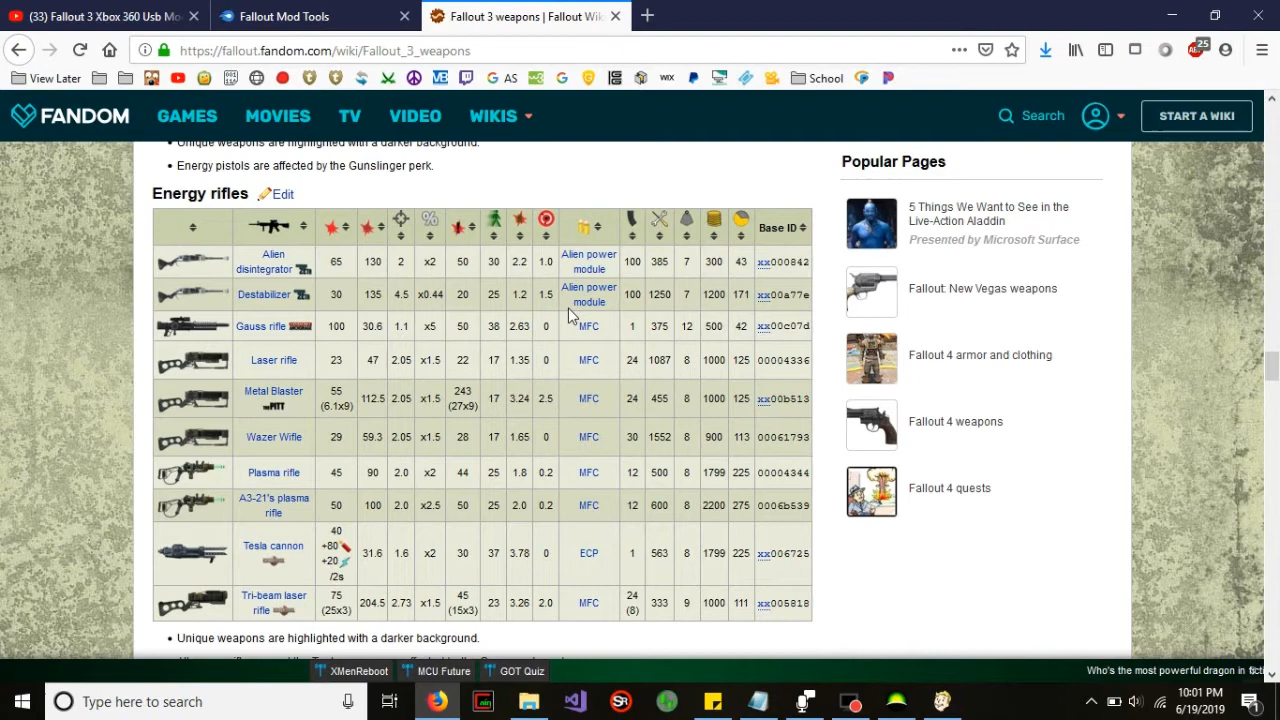 (33) Fallout 3 Xbox 360 Usb Mo
Fallout Mod Tools
Fallout 3 weapons | Fallout Wiki
https://fallout.fandom.com/wiki/Fallout_3_weapons
25
View Later
AS
WIX
School
FANDOM
GAMES
MOVIES
TV
VIDEO
WIKIS
Search
START A WIKI
Unique weapons are highlighted with a darker background.
Energy pistols are affected by the Gunslinger perk.
Energy rifles Edit
% Base ID
Alien disintegrator 65 130 2 x2 50 30 2.2 1.0 Alien power module 100 385 7 300 43 xx000842
Destabilizer 30 135 4.5 x0.44 20 25 1.2 1.5 Alien power module 100 1250 7 1200 171 xx00a77e
Gauss rifle 100 30.6 1.1 x5 50 38 2.63 0 MFC 1 375 12 500 42 xx00c07d
Laser rifle 23 47 2.05 x1.5 22 17 1.35 0 MFC 24 1087 8 1000 125 00004336
Metal Blaster THE PITT 55 (6.1x9) 112.5 2.05 x1.5 243 (27x9) 17 3.24 2.5 MFC 24 455 8 1000 125 xx00b513
Wazer Wifle 29 59.3 2.05 x1.5 28 17 1.65 0 MFC 30 1552 8 900 113 00061793
Plasma rifle 45 90 2.0 x2 44 25 1.8 0.2 MFC 12 500 8 1799 225 00004344
A3-21's plasma rifle 50 100 2.0 x2.5 50 25 2.0 0.2 MFC 12 600 8 2200 275 0006b539
Tesla cannon 40 +80 +20 /2s 31.6 1.6 x2 30 37 3.78 0 ECP 1 563 8 1799 225 xx006725
Tri-beam laser rifle 75 (25x3) 204.5 2.73 x1.5 45 (15x3) 23 3.26 2.0 MFC 24 (8) 333 9 1000 111 xx005818
Unique weapons are highlighted with a darker background.
Popular Pages
5 Things We Want to See in the
Live-Action Aladdin
Presented by Microsoft Surface
Fallout: New Vegas weapons
Fallout 4 armor and clothing
Fallout 4 weapons
Fallout 4 quests
XMenReboot
MCU Future
GOT Quiz
Who's the most powerful dragon in ficti
Type here to search
10:01 PM
6/19/2019
1